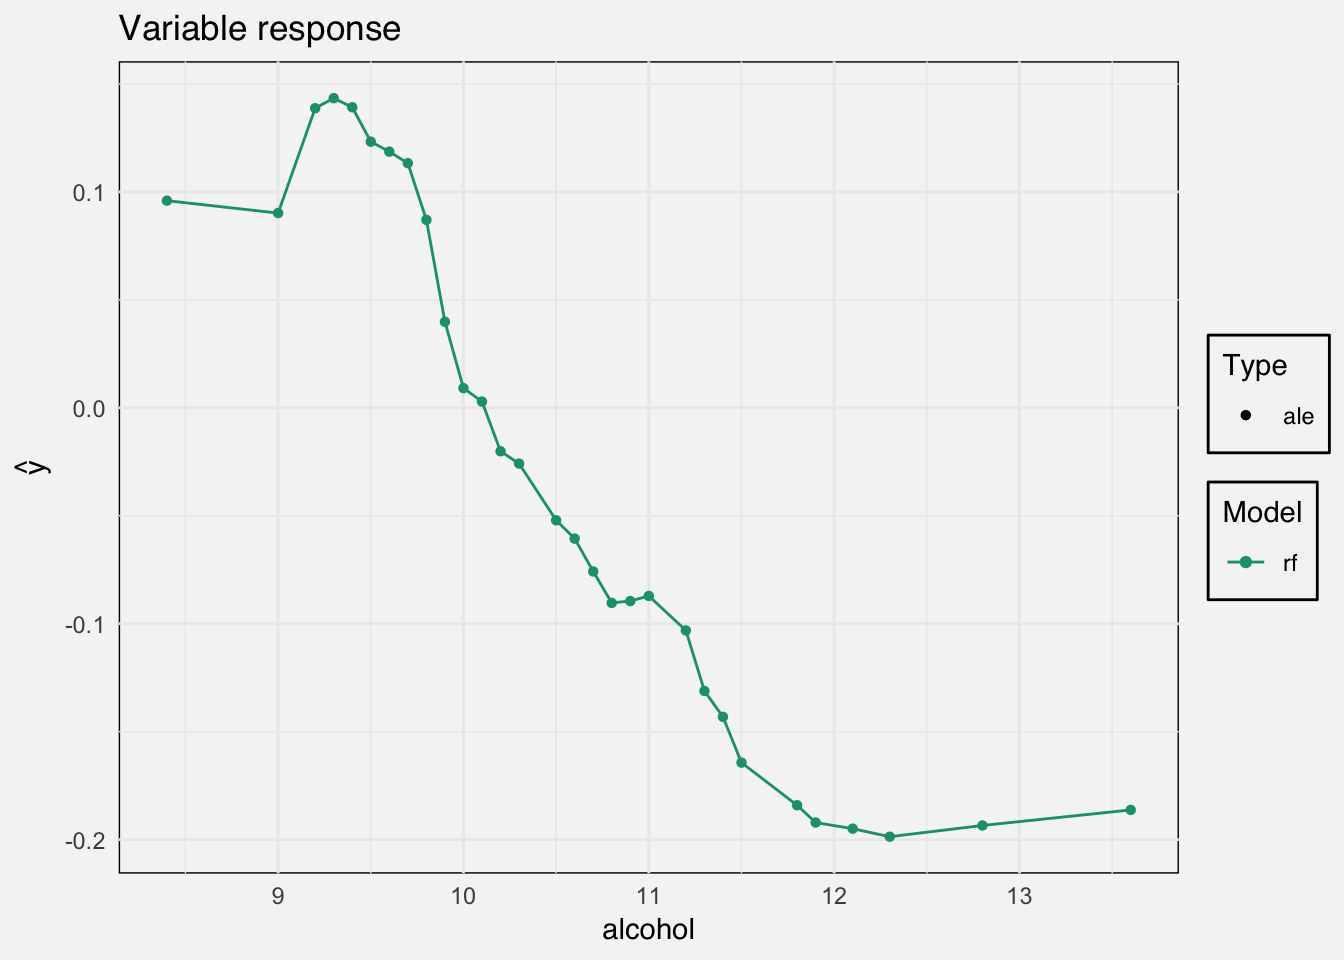 Variable response
0.1
0.0
-0.1
-0.2
ŷ
9 10 11 12 13
alcohol
Type
ale
Model
rf